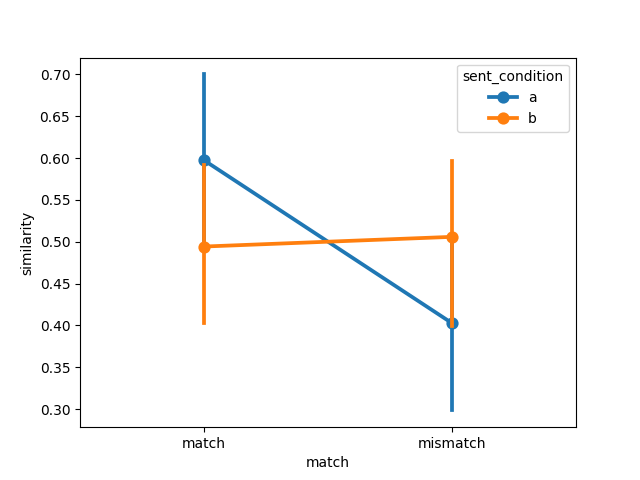 sent_condition
a
b
0.70
0.65
0.60
0.55
0.50
0.45
0.40
0.35
0.30
similarity
match
mismatch
match